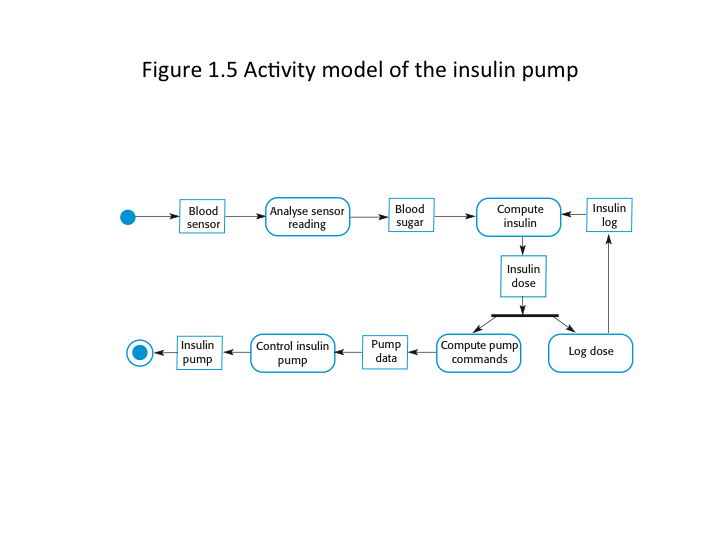 Figure 1.5 Activity model of the insulin pump
Blood
sensor
Analyse sensor
reading
Blood
sugar
Compute
insulin
Insulin
log
Insulin
dose
Insulin
pump
Control insulin
pump
Pump
data
Compute pump
commands
Log dose